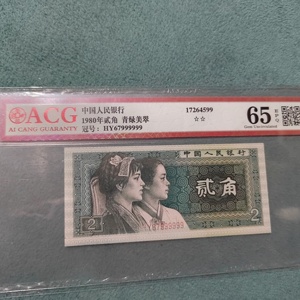 ACG
AI CANG GUARANTY
中国人民银行
1980年贰角 青绿美翠
冠号: HY67999999
17264599
☆☆
65 EPQ
Gem Uncirculated
中国人民银行
贰角
1980
2
2